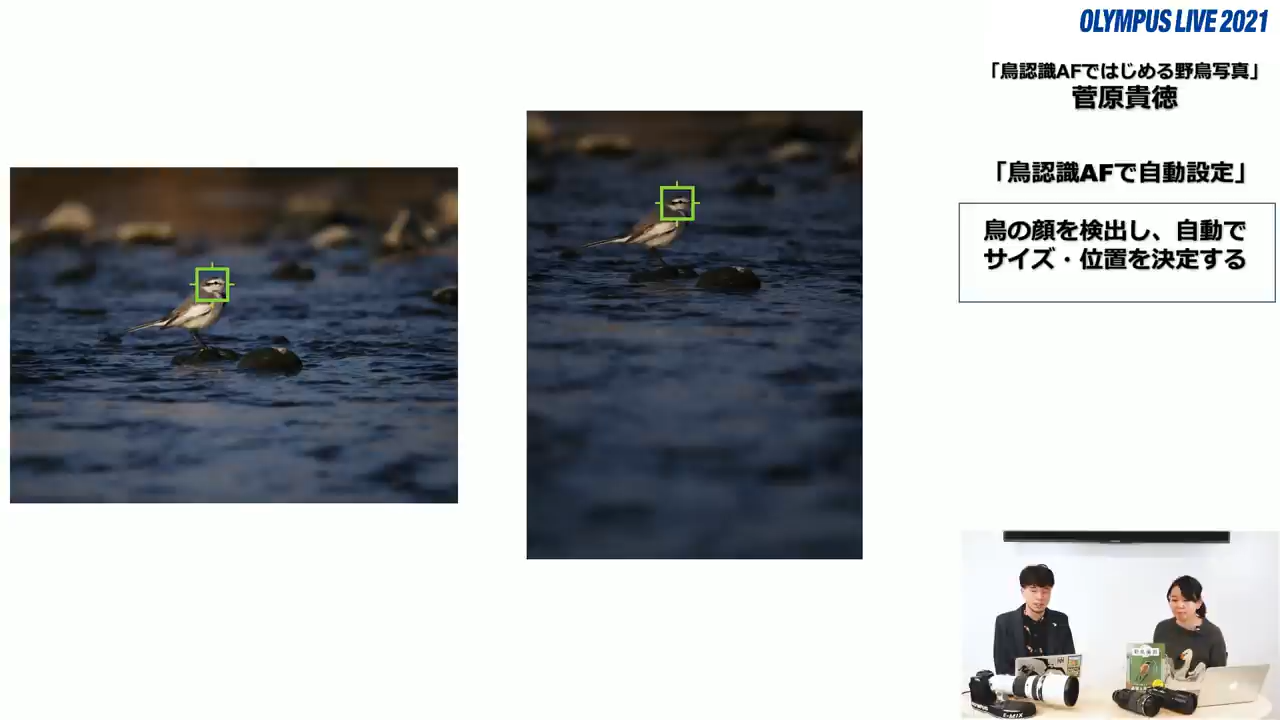 OLYMPUS LIVE 2021
「鳥認識AFではじめる野鳥写真」
菅原貴徳
「鳥認識AFで自動設定」
鳥の顔を検出し、自動で
サイズ・位置を決定する
OLYMPUS